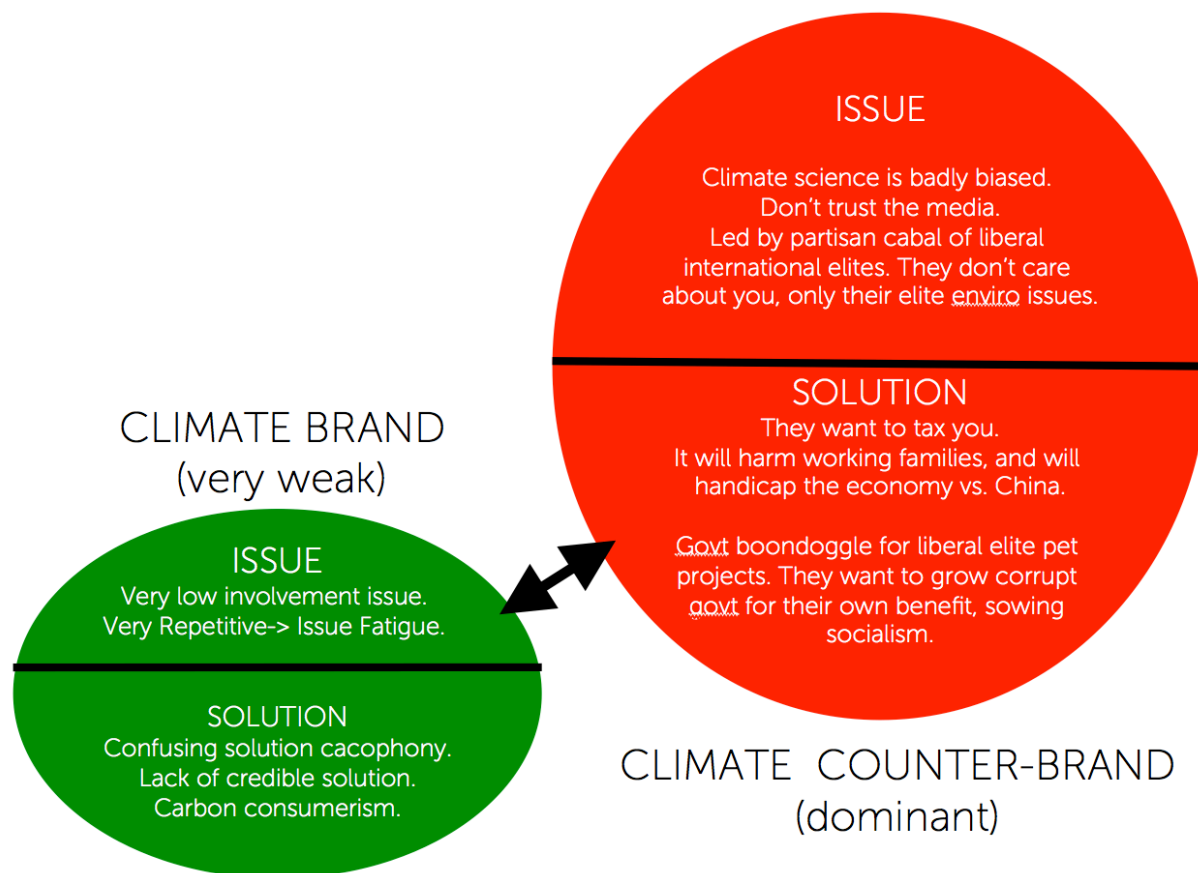 CLIMATE BRAND
(very weak)
ISSUE
Very low involvement issue.
Very Repetitive-> Issue Fatigue.
SOLUTION
Confusing solution cacophony.
Lack of credible solution.
Carbon consumerism.
ISSUE
Climate science is badly biased.
Don't trust the media.
Led by partisan cabal of liberal
international elites. They don't care
about you, only their elite enviro issues.
SOLUTION
They want to tax you.
It will harm working families, and will
handicap the economy vs. China.
Govt boondoggle for liberal elite pet
projects. They want to grow corrupt
govt for their own benefit, sowing
socialism.
CLIMATE COUNTER-BRAND
(dominant)